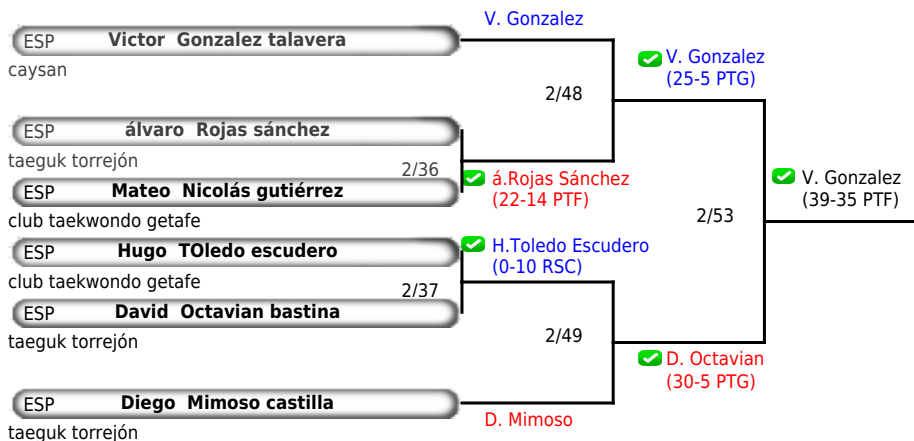 V. Gonzalez
ESP Victor Gonzalez talavera
caysan
V. Gonzalez
(25-5 PTG)
2/48
ESP álvaro Rojas sánchez
taeguk torrejón
2/36
ESP Mateo Nicolás gutiérrez
club taekwondo getafe
á.Rojas Sánchez
(22-14 PTF)
V. Gonzalez
(39-35 PTF)
2/53
ESP Hugo TOledo escudero
club taekwondo getafe
H.Toledo Escudero
(0-10 RSC)
2/37
ESP David Octavian bastina
taeguk torrejón
2/49
D. Octavian
(30-5 PTG)
ESP Diego Mimoso castilla
taeguk torrejón
D. Mimoso